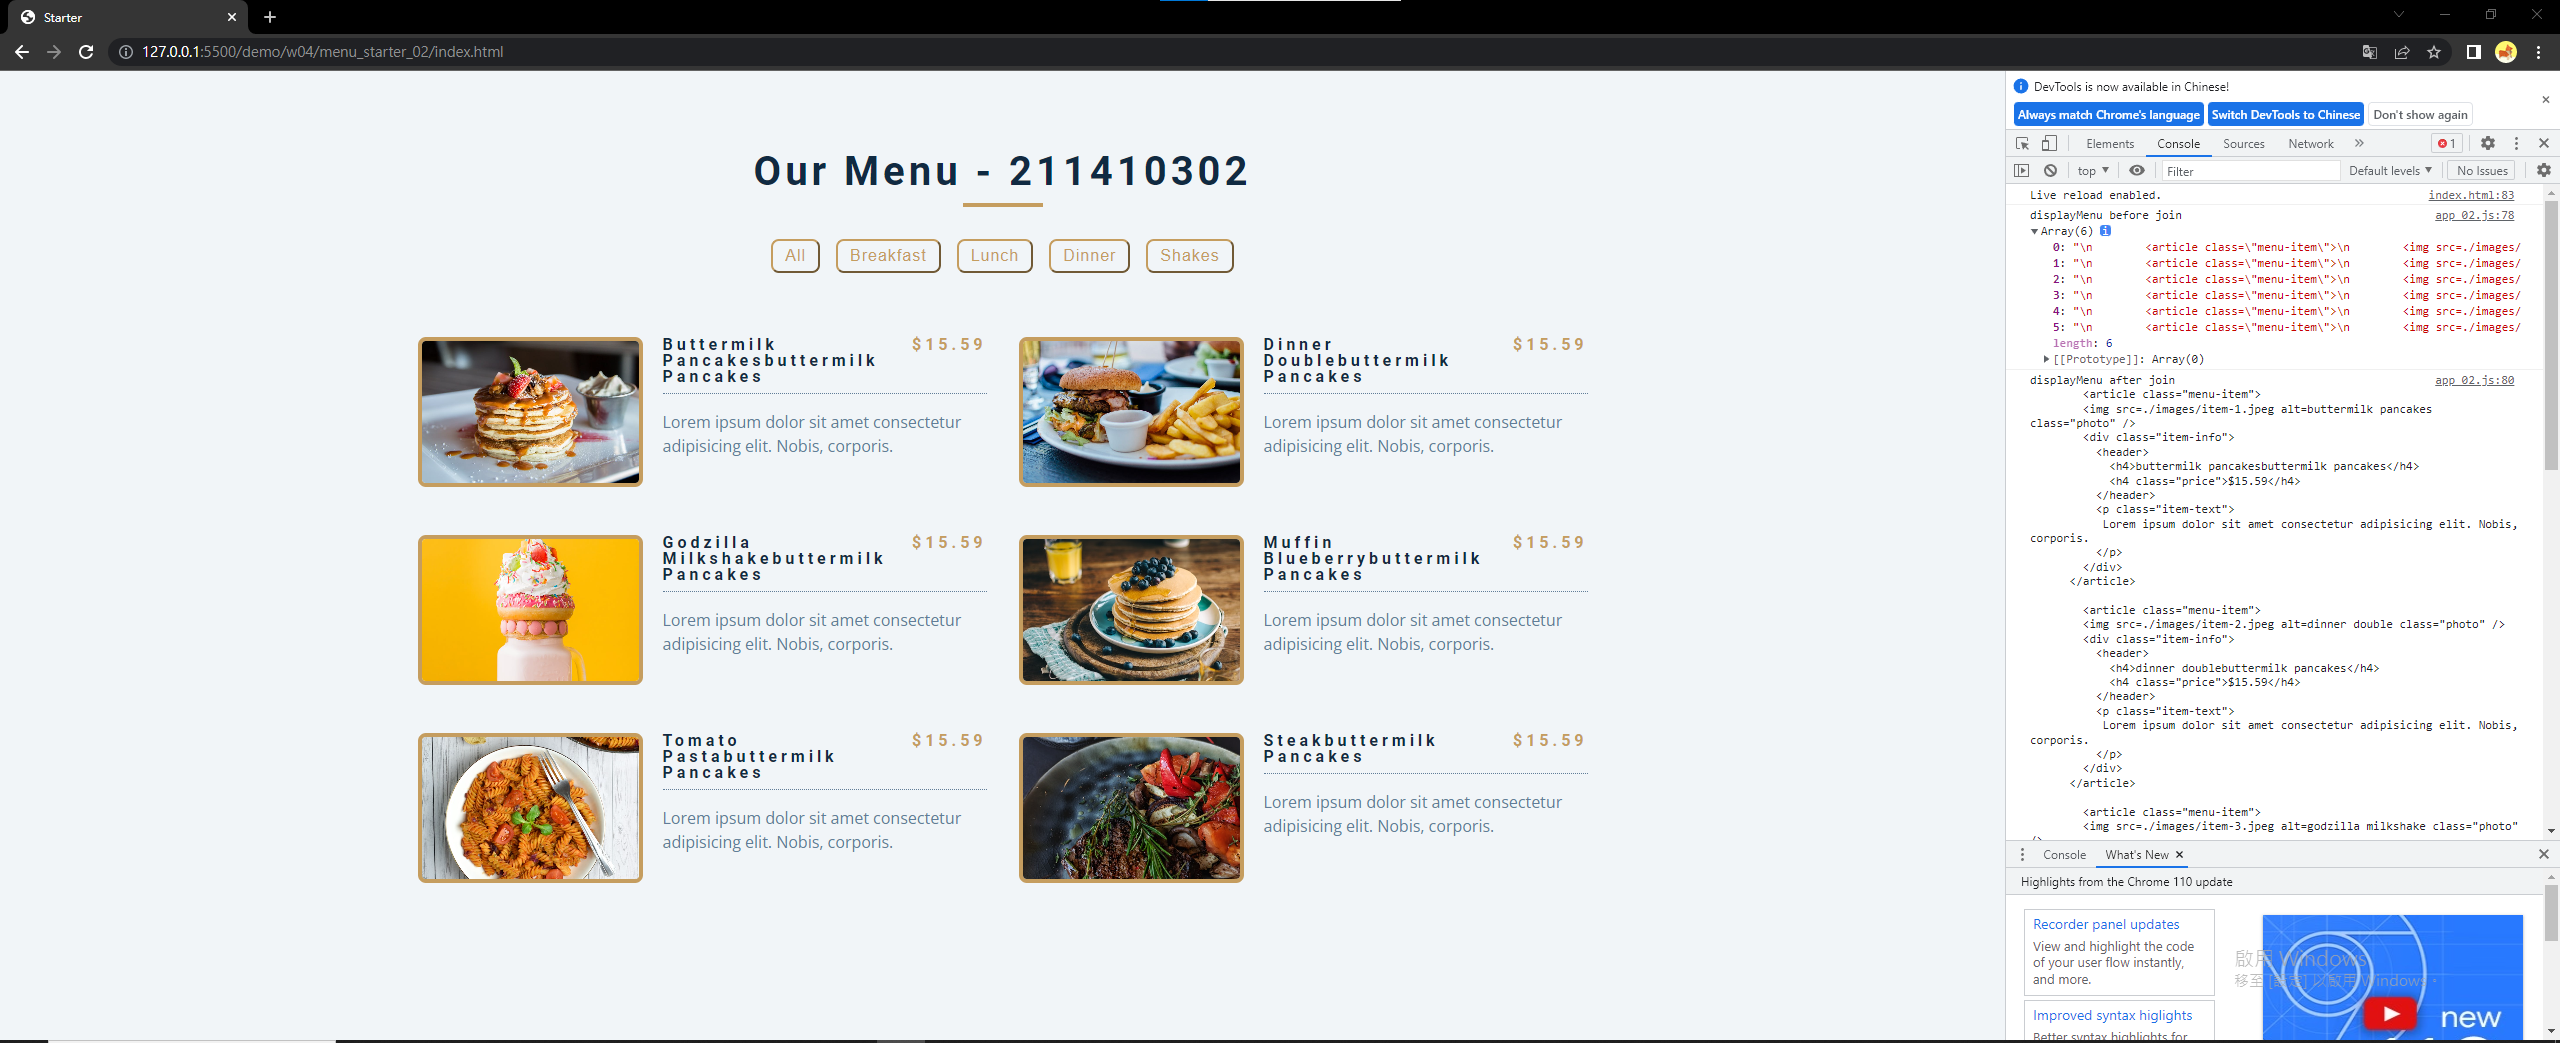 Starter
127.0.0.1:5500/demo/w04/menu_starter_02/index.html
Our Menu - 211410302
All Breakfast Lunch Dinner Shakes
Buttermilk
Pancakesbuttermilk
Pancakes
$15.59
Lorem ipsum dolor sit amet consectetur
adipisicing elit. Nobis, corporis.
Dinner
Doublebuttermilk
Pancakes
$15.59
Lorem ipsum dolor sit amet consectetur
adipisicing elit. Nobis, corporis.
Godzilla
Milkshakebuttermilk
Pancakes
$15.59
Lorem ipsum dolor sit amet consectetur
adipisicing elit. Nobis, corporis.
Muffin
Blueberrybuttermilk
Pancakes
$15.59
Lorem ipsum dolor sit amet consectetur
adipisicing elit. Nobis, corporis.
Tomato
Pastabuttermilk
Pancakes
$15.59
Lorem ipsum dolor sit amet consectetur
adipisicing elit. Nobis, corporis.
Steakbuttermilk
Pancakes
$15.59
Lorem ipsum dolor sit amet consectetur
adipisicing elit. Nobis, corporis.
DevTools is now available in Chinese!
Always match Chrome's language Switch DevTools to Chinese Don't show again
Elements Console Sources Network 1
top Filter Default levels No Issues
Live reload enabled. index.html:83
displayMenu before join app_02.js:78
Array(6)
0: "\n <article class=\"menu-item\">\n <img src=./images/
1: "\n <article class=\"menu-item\">\n <img src=./images/
2: "\n <article class=\"menu-item\">\n <img src=./images/
3: "\n <article class=\"menu-item\">\n <img src=./images/
4: "\n <article class=\"menu-item\">\n <img src=./images/
5: "\n <article class=\"menu-item\">\n <img src=./images/
length: 6
[[Prototype]]: Array(0)
displayMenu after join app_02.js:80
<article class="menu-item">
<img src=./images/item-1.jpeg alt=buttermilk pancakes
class="photo" />
<div class="item-info">
<header>
<h4>buttermilk pancakesbuttermilk pancakes</h4>
<h4 class="price">$15.59</h4>
</header>
<p class="item-text">
Lorem ipsum dolor sit amet consectetur adipisicing elit. Nobis,
corporis.
</p>
</div>
</article>
<article class="menu-item">
<img src=./images/item-2.jpeg alt=dinner double class="photo" />
<div class="item-info">
<header>
<h4>dinner doublebuttermilk pancakes</h4>
<h4 class="price">$15.59</h4>
</header>
<p class="item-text">
Lorem ipsum dolor sit amet consectetur adipisicing elit. Nobis,
corporis.
</p>
</div>
</article>
<article class="menu-item">
<img src=./images/item-3.jpeg alt=godzilla milkshake class="photo"
/>
Console What's New
Highlights from the Chrome 110 update
Recorder panel updates
View and highlight the code
of your user flow instantly,
and more.
Improved syntax higlights
Better syntax highlights for
啟用 Windows
移至 [設定] 以啟用 Windows。
new